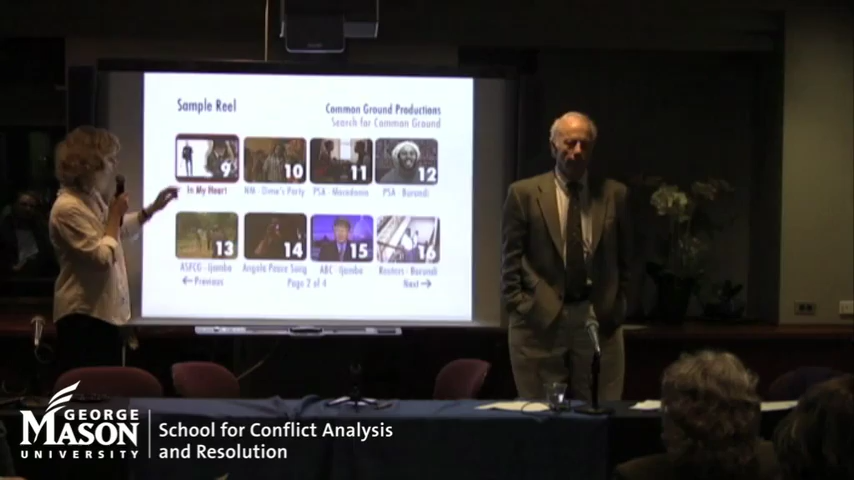 Sample Reel
Common Ground Productions
Search for Common Ground
9
10
11
12
In My Heart
NM - Dime's Party
PSA - Macedonia
PSA - Burundi
13
14
15
16
ASFCG - Ijambo
Angola Peace Song
ABC - Ijambo
Reuters - Burundi
Previous
Page 2 of 4
Next
GEORGE
MASON
UNIVERSITY
School for Conflict Analysis
and Resolution